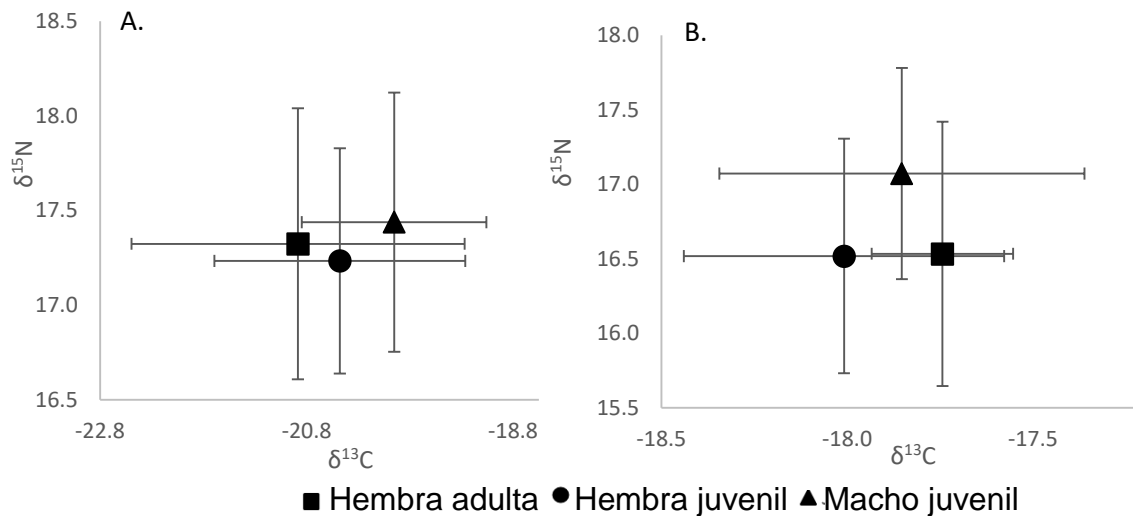 A.
18.5
18.0
17.5
17.0
16.5
δ¹⁵N
-22.8 -20.8 -18.8
δ¹³C
B.
18.0
17.5
17.0
16.5
16.0
15.5
δ¹⁵N
-18.5 -18.0 -17.5
δ¹³C
Hembra adulta Hembra juvenil Macho juvenil